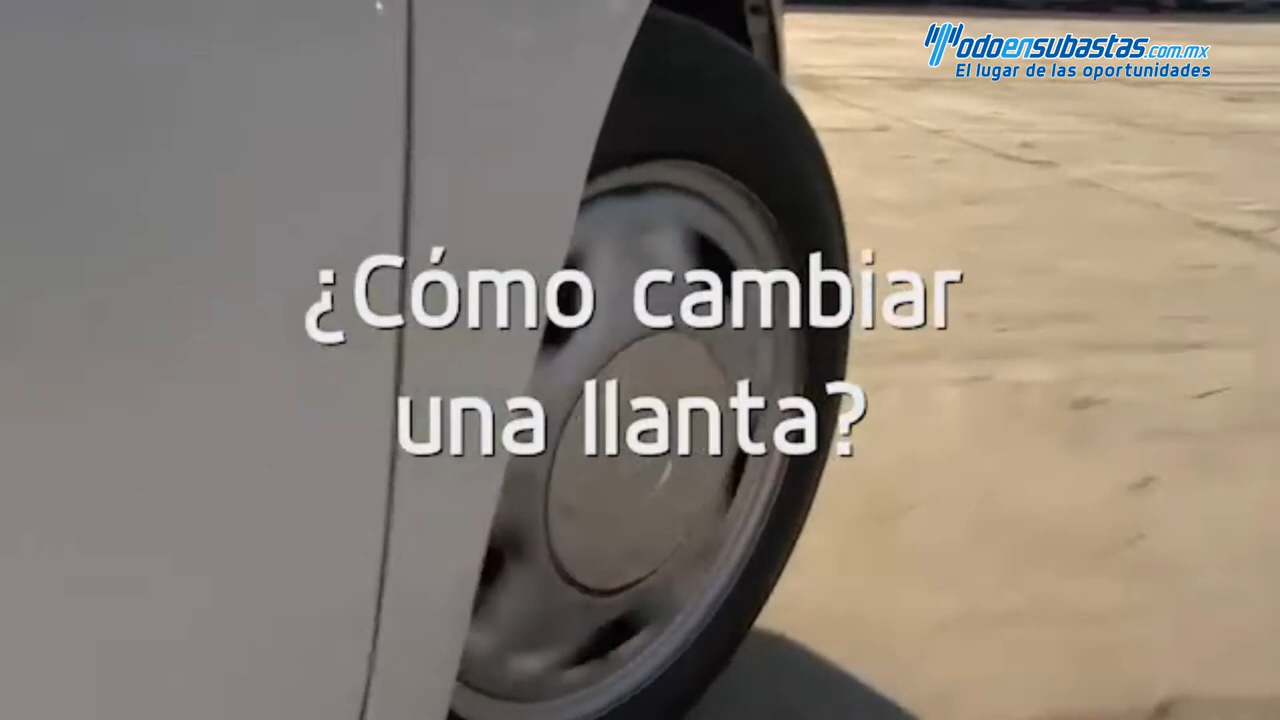 Todoensubastas.com.mx
El lugar de las oportunidades
¿Cómo cambiar
una llanta?